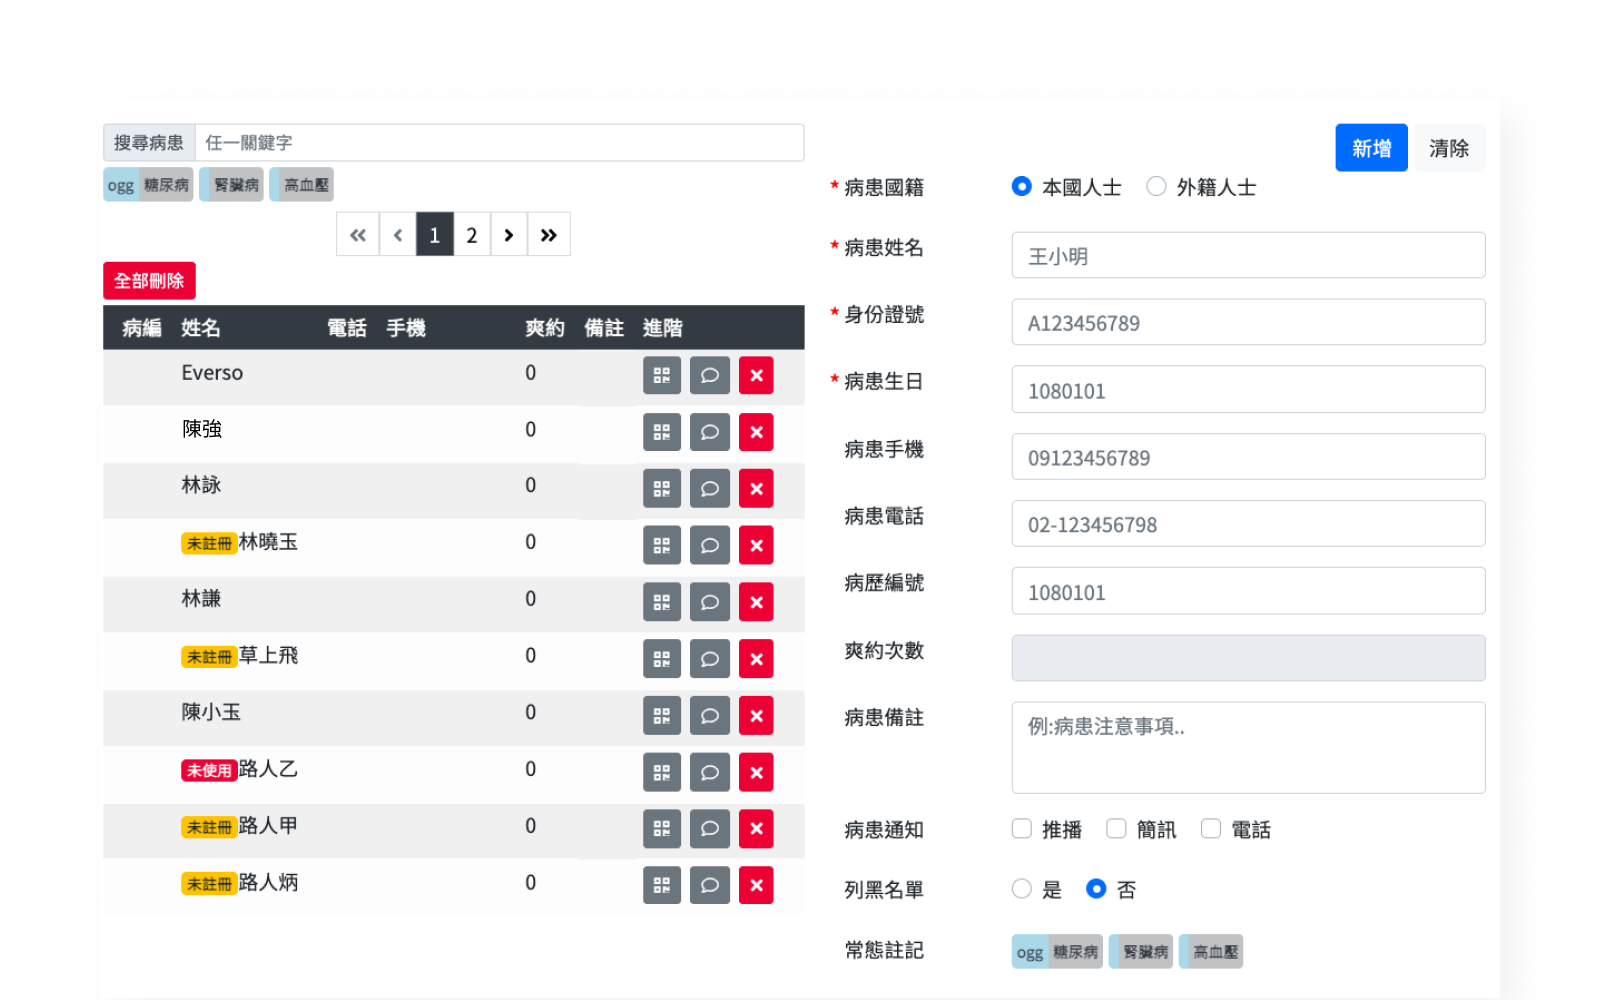 搜尋病患 任一關鍵字
ogg 糖尿病 腎臟病 高血壓
« ‹ 1 2 › »
全部刪除
病編 姓名 電話 手機 爽約 備註 進階
Everso 0
陳強 0
林詠 0
未註冊 林曉玉 0
林謙 0
未註冊 草上飛 0
陳小玉 0
未使用 路人乙 0
未註冊 路人甲 0
未註冊 路人炳 0
新增 清除
* 病患國籍 本國人士 外籍人士
* 病患姓名 王小明
* 身份證號 A123456789
* 病患生日 1080101
病患手機 09123456789
病患電話 02-123456798
病歷編號 1080101
爽約次數
病患備註 例:病患注意事項..
病患通知 推播 簡訊 電話
列黑名單 是 否
常態註記 ogg 糖尿病 腎臟病 高血壓